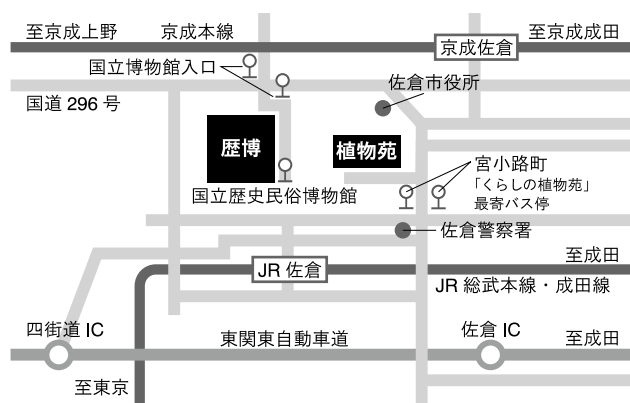 至京成上野
京成本線
京成佐倉
至京成成田
国立博物館入口
佐倉市役所
国道 296 号
歴博
植物苑
国立歴史民俗博物館
宮小路町
「くらしの植物苑」
最寄バス停
佐倉警察署
至成田
JR 佐倉
JR 総武本線・成田線
四街道 IC
東関東自動車道
佐倉 IC
至成田
至東京